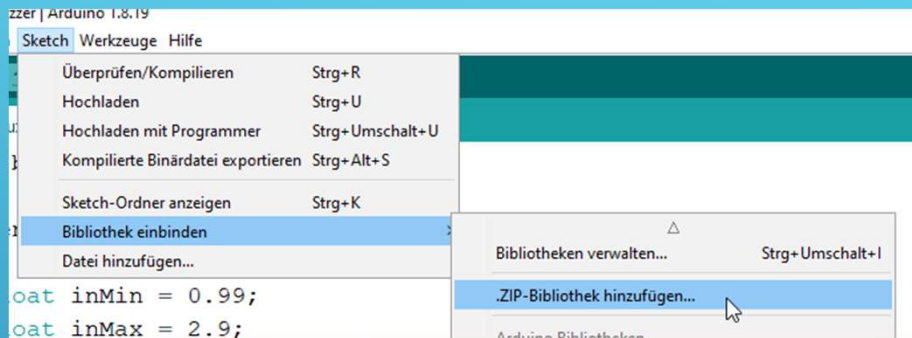 zzer | Arduino 1.8.19
Sketch Werkzeuge Hilfe
Überprüfen/Kompilieren Strg+R
Hochladen Strg+U
Hochladen mit Programmer Strg+Umschalt+U
Kompilierte Binärdatei exportieren Strg+Alt+S
Sketch-Ordner anzeigen Strg+K
Bibliothek einbinden
Datei hinzufügen...
Bibliotheken verwalten... Strg+Umschalt+I
.ZIP-Bibliothek hinzufügen...
Arduino Bibliotheken
oat inMin = 0.99;
oat inMax = 2.9;